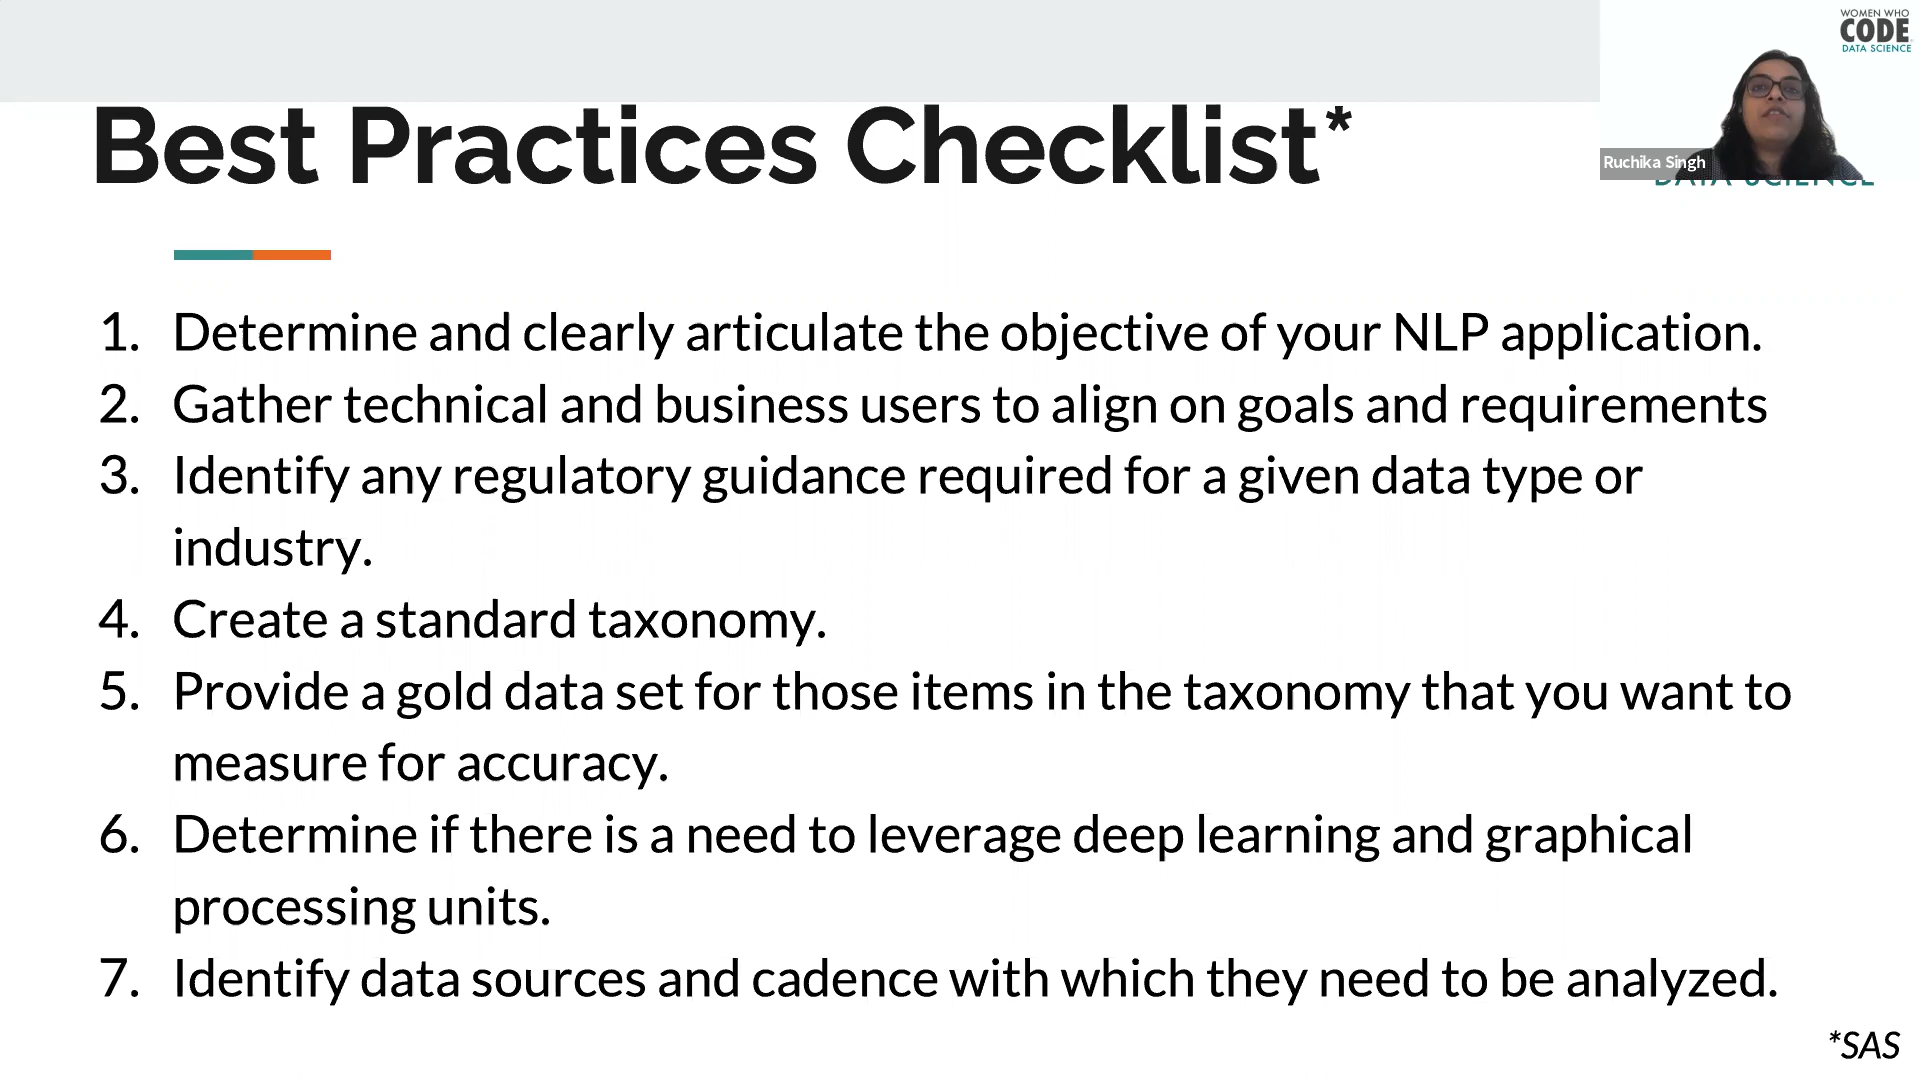 WOMEN WHO
CODE
DATA SCIENCE
Best Practices Checklist*
Ruchika Singh
DATA SCIENCE
1. Determine and clearly articulate the objective of your NLP application.
2. Gather technical and business users to align on goals and requirements
3. Identify any regulatory guidance required for a given data type or
industry.
4. Create a standard taxonomy.
5. Provide a gold data set for those items in the taxonomy that you want to
measure for accuracy.
6. Determine if there is a need to leverage deep learning and graphical
processing units.
7. Identify data sources and cadence with which they need to be analyzed.
*SAS